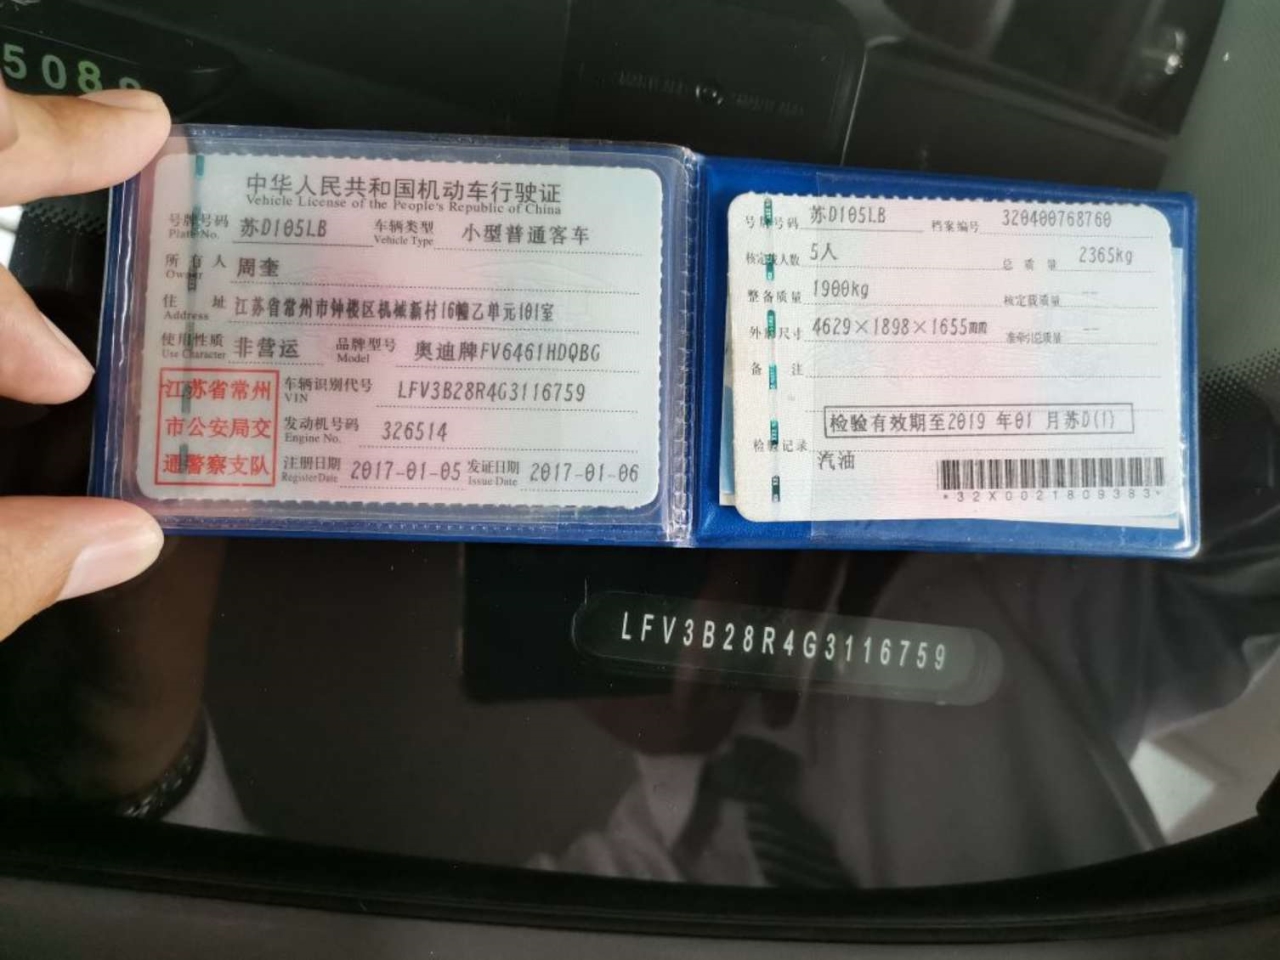 508
中华人民共和国机动车行驶证
Vehicle License of the People's Republic of China
号牌号码 苏D105LB 车辆类型 小型普通客车
Plate No. Vehicle Type
所有人 周奎
Owner
住址 江苏省常州市钟楼区机械新村16幢乙单元101室
Address
使用性质 非营运 品牌型号 奥迪牌FV6461HDQBG
Use Character Model
江苏省常州
市公安局交
通警察支队
车辆识别代号 LFV3B28R4G3116759
VIN
发动机号码 326514
Engine No.
注册日期 2017-01-05 发证日期 2017-01-06
Register Date Issue Date
号牌号码 苏D105LB 档案编号 320400768760
核定载人数 5人 总质量 2365kg
整备质量 1900kg 核定载质量 --
外廓尺寸 4629×1898×1655mm 准牵引总质量 --
备注
检验有效期至2019 年01 月苏D(1)
检验记录
汽油
*32X0021809383*
LFV3B28R4G3116759